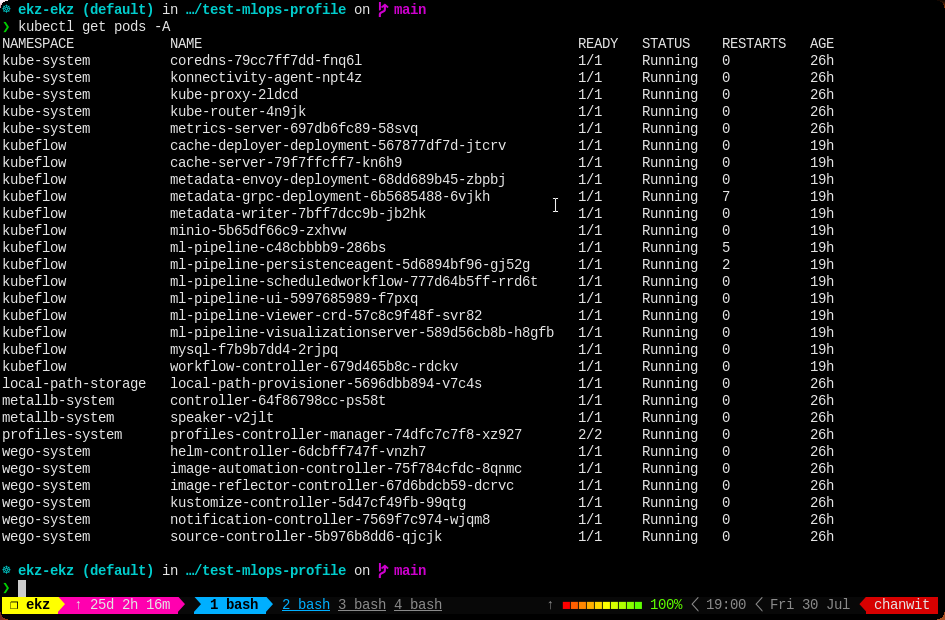 ☸ ekz-ekz (default) in …/test-mlops-profile on main
❯ kubectl get pods -A
NAMESPACE NAME READY STATUS RESTARTS AGE
kube-system coredns-79cc7ff7dd-fnq6l 1/1 Running 0 26h
kube-system konnectivity-agent-npt4z 1/1 Running 0 26h
kube-system kube-proxy-2ldcd 1/1 Running 0 26h
kube-system kube-router-4n9jk 1/1 Running 0 26h
kube-system metrics-server-697db6fc89-58svq 1/1 Running 0 26h
kubeflow cache-deployer-deployment-567877df7d-jtcrv 1/1 Running 0 19h
kubeflow cache-server-79f7ffcff7-kn6h9 1/1 Running 0 19h
kubeflow metadata-envoy-deployment-68dd689b45-zbpbj 1/1 Running 0 19h
kubeflow metadata-grpc-deployment-6b5685488-6vjkh 1/1 Running 7 19h
kubeflow metadata-writer-7bff7dcc9b-jb2hk 1/1 Running 0 19h
kubeflow minio-5b65df66c9-zxhvw 1/1 Running 0 19h
kubeflow ml-pipeline-c48cbbbb9-286bs 1/1 Running 5 19h
kubeflow ml-pipeline-persistenceagent-5d6894bf96-gj52g 1/1 Running 2 19h
kubeflow ml-pipeline-scheduledworkflow-777d64b5ff-rrd6t 1/1 Running 0 19h
kubeflow ml-pipeline-ui-5997685989-f7pxq 1/1 Running 0 19h
kubeflow ml-pipeline-viewer-crd-57c8c9f48f-svr82 1/1 Running 0 19h
kubeflow ml-pipeline-visualizationserver-589d56cb8b-h8gfb 1/1 Running 0 19h
kubeflow mysql-f7b9b7dd4-2rjpq 1/1 Running 0 19h
kubeflow workflow-controller-679d465b8c-rdckv 1/1 Running 0 19h
local-path-storage local-path-provisioner-5696dbb894-v7c4s 1/1 Running 0 26h
metallb-system controller-64f86798cc-ps58t 1/1 Running 0 26h
metallb-system speaker-v2jlt 1/1 Running 0 26h
profiles-system profiles-controller-manager-74dfc7c7f8-xz927 2/2 Running 0 26h
wego-system helm-controller-6dcbff747f-vnzh7 1/1 Running 0 26h
wego-system image-automation-controller-75f784cfdc-8qnmc 1/1 Running 0 26h
wego-system image-reflector-controller-67d6bdcb59-dcrvc 1/1 Running 0 26h
wego-system kustomize-controller-5d47cf49fb-99qtg 1/1 Running 0 26h
wego-system notification-controller-7569f7c974-wjqm8 1/1 Running 0 26h
wego-system source-controller-5b976b8dd6-qjcjk 1/1 Running 0 26h
☸ ekz-ekz (default) in …/test-mlops-profile on main
❯
❐ ekz ↑ 25d 2h 16m 1 bash 2 bash 3 bash 4 bash ↑ 100% 19:00 Fri 30 Jul chanwit